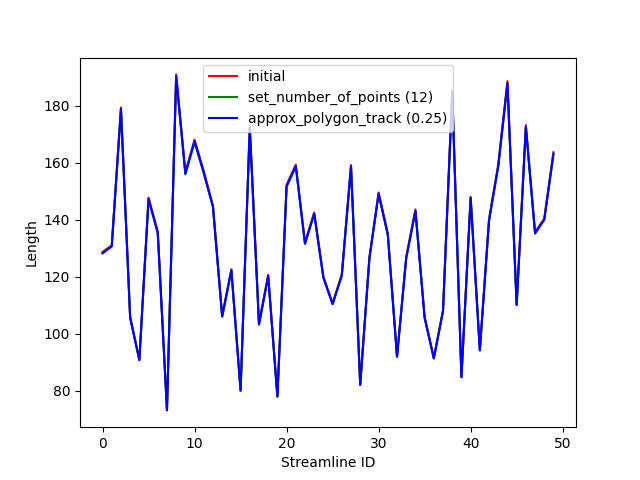 initial
set_number_of_points (12)
approx_polygon_track (0.25)
180
160
140
120
100
80
Length
0 10 20 30 40 50
Streamline ID